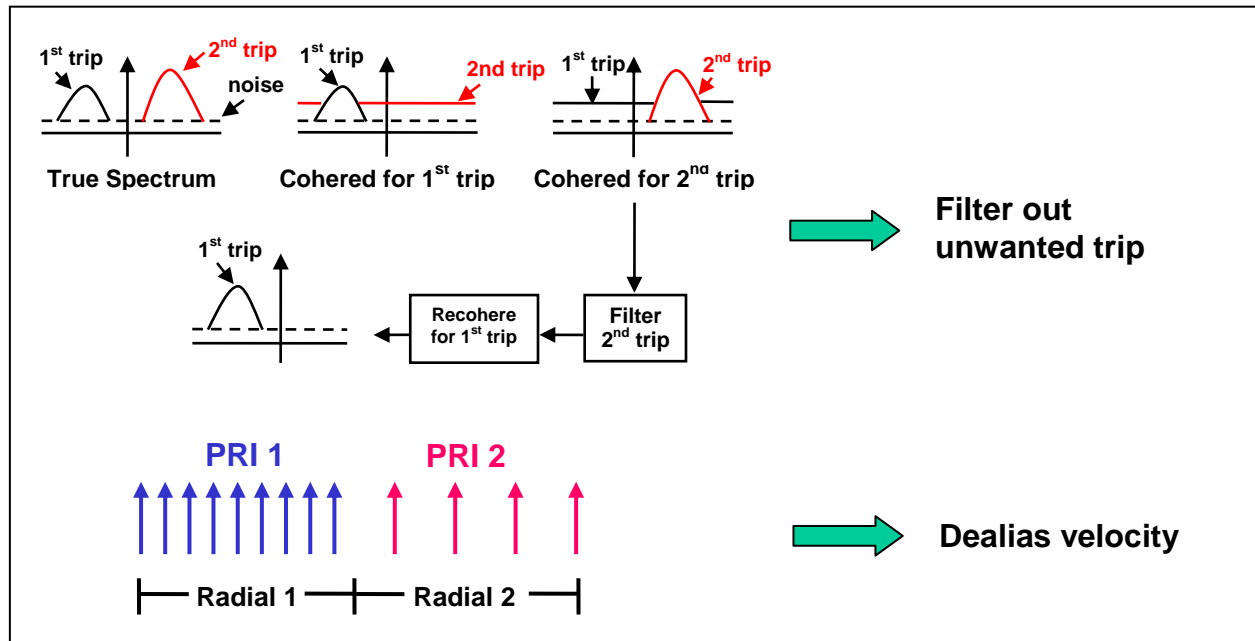 1st trip
2nd trip
noise
True Spectrum
1st trip
2nd trip
Cohered for 1st trip
1st trip
2nd trip
Cohered for 2nd trip
Filter out
unwanted trip
1st trip
Recohere
for 1st trip
Filter
2nd trip
PRI 1
PRI 2
Dealias velocity
Radial 1
Radial 2